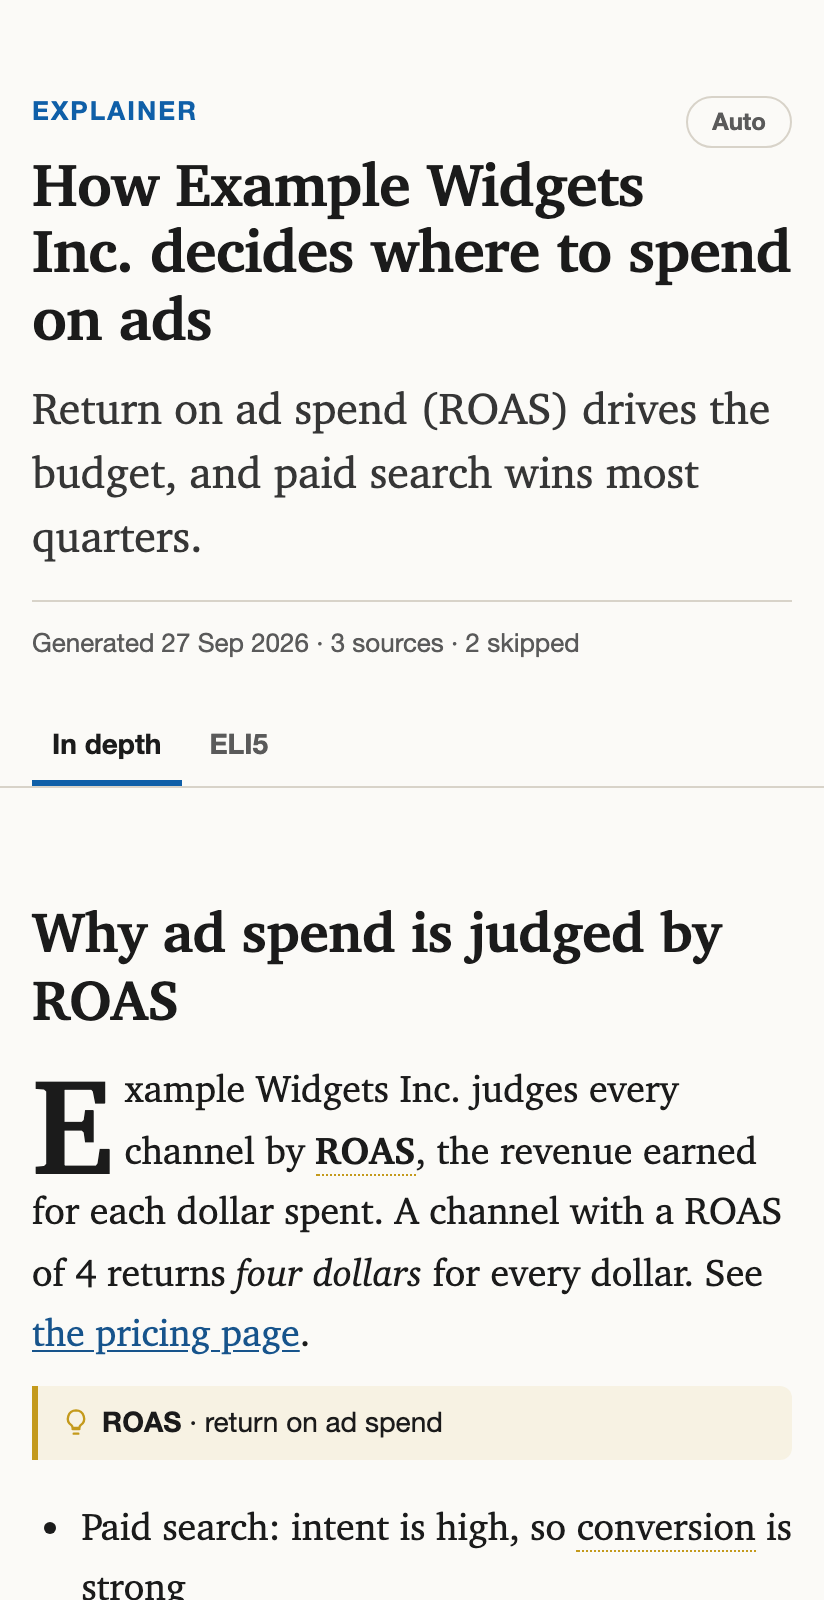 EXPLAINER
Auto
How Example Widgets
Inc. decides where to spend
on ads
Return on ad spend (ROAS) drives the
budget, and paid search wins most
quarters.
Generated 27 Sep 2026 · 3 sources · 2 skipped
In depth ELI5
Why ad spend is judged by
ROAS
Example Widgets Inc. judges every
channel by ROAS, the revenue earned
for each dollar spent. A channel with a ROAS
of 4 returns four dollars for every dollar. See
the pricing page.
ROAS · return on ad spend
• Paid search: intent is high, so conversion is
strong